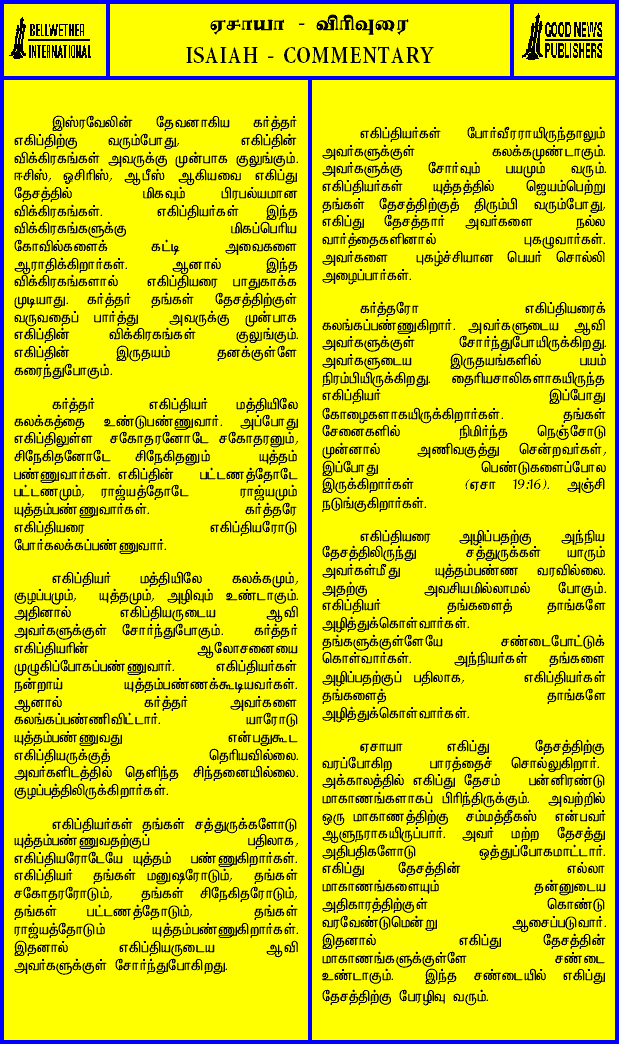 BELLWETHER
INTERNATIONAL
ஏசாயா - விரிவுரை
ISAIAH - COMMENTARY
GOOD NEWS
PUBLISHERS
இஸ்ரவேலின் தேவனாகிய கர்த்தர்
எகிப்திற்கு வரும்போது, எகிப்தின்
விக்கிரகங்கள் அவருக்கு முன்பாக குலுங்கும்.
ஈசிஸ், ஒசிரிஸ், ஆபீஸ் ஆகியவை எகிப்து
தேசத்தில் மிகவும் பிரபல்யமான
விக்கிரகங்கள். எகிப்தியர்கள் இந்த
விக்கிரகங்களுக்கு மிகப்பெரிய
கோவில்களைக் கட்டி அவைகளை
ஆராதிக்கிறார்கள். ஆனால் இந்த
விக்கிரகங்களால் எகிப்தியரை பாதுகாக்க
முடியாது. கர்த்தர் தங்கள் தேசத்திற்குள்
வருவதைப் பார்த்து அவருக்கு முன்பாக
எகிப்தின் விக்கிரகங்கள் குலுங்கும்.
எகிப்தின் இருதயம் தனக்குள்ளே
கரைந்துபோகும்.
கர்த்தர் எகிப்தியர் மத்தியிலே
கலக்கத்தை உண்டுபண்ணுவார். அப்போது
எகிப்திலுள்ள சகோதரனோடே சகோதரனும்,
சிநேகிதனோடே சிநேகிதனும் யுத்தம்
பண்ணுவார்கள். எகிப்தின் பட்டணத்தோடே
பட்டணமும், ராஜ்யத்தோடே ராஜ்யமும்
யுத்தம்பண்ணுவார்கள். கர்த்தரே
எகிப்தியரை எகிப்தியரோடு
போர்கலக்கப்பண்ணுவார்.
எகிப்தியர் மத்தியிலே கலக்கமும்,
குழப்பமும், யுத்தமும், அழிவும் உண்டாகும்.
அதினால் எகிப்தியருடைய ஆவி
அவர்களுக்குள் சோர்ந்துபோகும். கர்த்தர்
எகிப்தியரின் ஆலோசனையை
முழுகிப்போகப்பண்ணுவார். எகிப்தியர்கள்
நன்றாய் யுத்தம்பண்ணக்கூடியவர்கள்.
ஆனால் கர்த்தர் அவர்களை
கலங்கப்பண்ணிவிட்டார். யாரோடு
யுத்தம்பண்ணுவது என்பதுகூட
எகிப்தியருக்குத் தெரியவில்லை.
அவர்களிடத்தில் தெளிந்த சிந்தனையில்லை.
குழப்பத்திலிருக்கிறார்கள்.
எகிப்தியர்கள் தங்கள் சத்துருக்களோடு
யுத்தம்பண்ணுவதற்குப் பதிலாக,
எகிப்தியரோடேயே யுத்தம் பண்ணுகிறார்கள்.
எகிப்தியர் தங்கள் மனுஷரோடும், தங்கள்
சகோதரரோடும், தங்கள் சிநேகிதரோடும்,
தங்கள் பட்டணத்தோடும், தங்கள்
ராஜ்யத்தோடும் யுத்தம்பண்ணுகிறார்கள்.
இதனால் எகிப்தியருடைய ஆவி
அவர்களுக்குள் சோர்ந்துபோகிறது.
எகிப்தியர்கள் போர்வீரராயிருந்தாலும்
அவர்களுக்குள் கலக்கமுண்டாகும்.
அவர்களுக்கு சோர்வும் பயமும் வரும்.
எகிப்தியர்கள் யுத்தத்தில் ஜெயம்பெற்று
தங்கள் தேசத்திற்குத் திரும்பி வரும்போது,
எகிப்து தேசத்தார் அவர்களை நல்ல
வார்த்தைகளினால் புகழுவார்கள்.
அவர்களை புகழ்ச்சியான பெயர் சொல்லி
அழைப்பார்கள்.
கர்த்தரோ எகிப்தியரைக்
கலங்கப்பண்ணுகிறார். அவர்களுடைய ஆவி
அவர்களுக்குள் சோர்ந்துபோயிருக்கிறது.
அவர்களுடைய இருதயங்களில் பயம்
நிரம்பியிருக்கிறது. தைரியசாலிகளாகயிருந்த
எகிப்தியர் இப்போது
கோழைகளாகயிருக்கிறார்கள். தங்கள்
சேனைகளில் நிமிர்ந்த நெஞ்சோடு
முன்னால் அணிவகுத்து சென்றவர்கள்,
இப்போது பெண்டுகளைப்போல
இருக்கிறார்கள் (ஏசா 19:16). அஞ்சி
நடுங்குகிறார்கள்.
எகிப்தியரை அழிப்பதற்கு அந்நிய
தேசத்திலிருந்து சத்துருக்கள் யாரும்
அவர்கள்மீது யுத்தம்பண்ண வரவில்லை.
அதற்கு அவசியமில்லாமல் போகும்.
எகிப்தியர் தங்களைத் தாங்களே
அழித்துக்கொள்வார்கள்.
தங்களுக்குள்ளேயே சண்டைபோட்டுக்
கொள்வார்கள். அந்நியர்கள் தங்களை
அழிப்பதற்குப் பதிலாக, எகிப்தியர்கள்
தங்களைத் தாங்களே
அழித்துக்கொள்வார்கள்.
ஏசாயா எகிப்து தேசத்திற்கு
வரப்போகிற பாரத்தைச் சொல்லுகிறார்.
அக்காலத்தில் எகிப்து தேசம் பன்னிரண்டு
மாகாணங்களாகப் பிரிந்திருக்கும். அவற்றில்
ஒரு மாகாணத்திற்கு சம்மத்தீகஸ் என்பவர்
ஆளுநராகயிருப்பார். அவர் மற்ற தேசத்து
அதிபதிகளோடு ஒத்துப்போகமாட்டார்.
எகிப்து தேசத்தின் எல்லா
மாகாணங்களையும் தன்னுடைய
அதிகாரத்திற்குள் கொண்டு
வரவேண்டுமென்று ஆசைப்படுவார்.
இதனால் எகிப்து தேசத்தின்
மாகாணங்களுக்குள்ளே சண்டை
உண்டாகும். இந்த சண்டையில் எகிப்து
தேசத்திற்கு பேரழிவு வரும்.